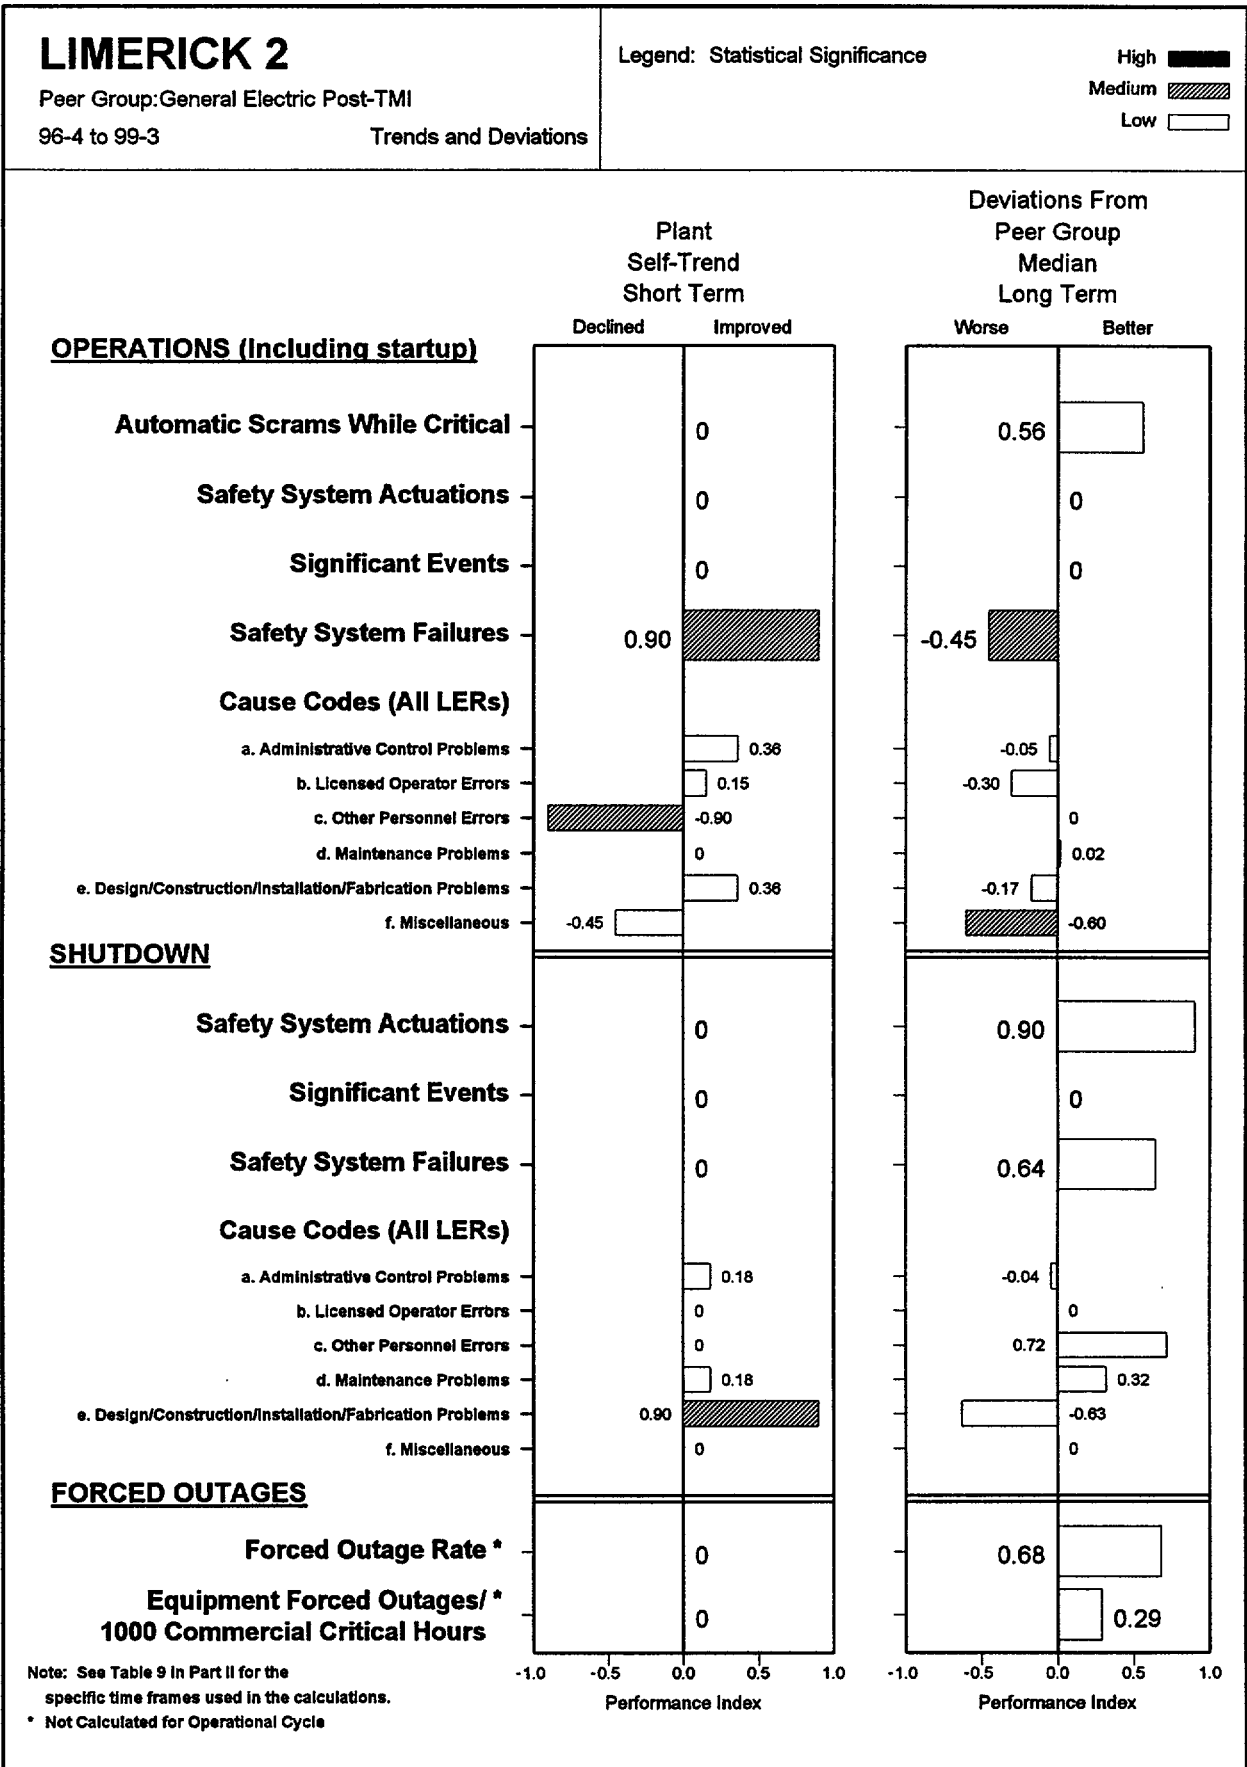 LIMERICK 2
Peer Group:General Electric Post-TMI
96-4 to 99-3 Trends and Deviations
Legend: Statistical Significance
High
Medium
Low
Plant
Self-Trend
Short Term
Declined Improved
Deviations From
Peer Group
Median
Long Term
Worse Better
OPERATIONS (Including startup)
Automatic Scrams While Critical 0 0.56
Safety System Actuations 0 0
Significant Events 0 0
Safety System Failures 0.90 -0.45
Cause Codes (All LERs)
a. Administrative Control Problems 0.36 -0.05
b. Licensed Operator Errors 0.15 -0.30
c. Other Personnel Errors -0.90 0
d. Maintenance Problems 0 0.02
e. Design/Construction/Installation/Fabrication Problems 0.36 -0.17
f. Miscellaneous -0.45 -0.60
SHUTDOWN
Safety System Actuations 0 0.90
Significant Events 0 0
Safety System Failures 0 0.64
Cause Codes (All LERs)
a. Administrative Control Problems 0.18 -0.04
b. Licensed Operator Errors 0 0
c. Other Personnel Errors 0 0.72
d. Maintenance Problems 0.18 0.32
e. Design/Construction/Installation/Fabrication Problems 0.90 -0.63
f. Miscellaneous 0 0
FORCED OUTAGES
Forced Outage Rate * 0 0.68
Equipment Forced Outages/ *
1000 Commercial Critical Hours 0 0.29
-1.0 -0.5 0.0 0.5 1.0 -1.0 -0.5 0.0 0.5 1.0
Performance Index Performance Index
Note: See Table 9 in Part II for the
specific time frames used in the calculations.
* Not Calculated for Operational Cycle